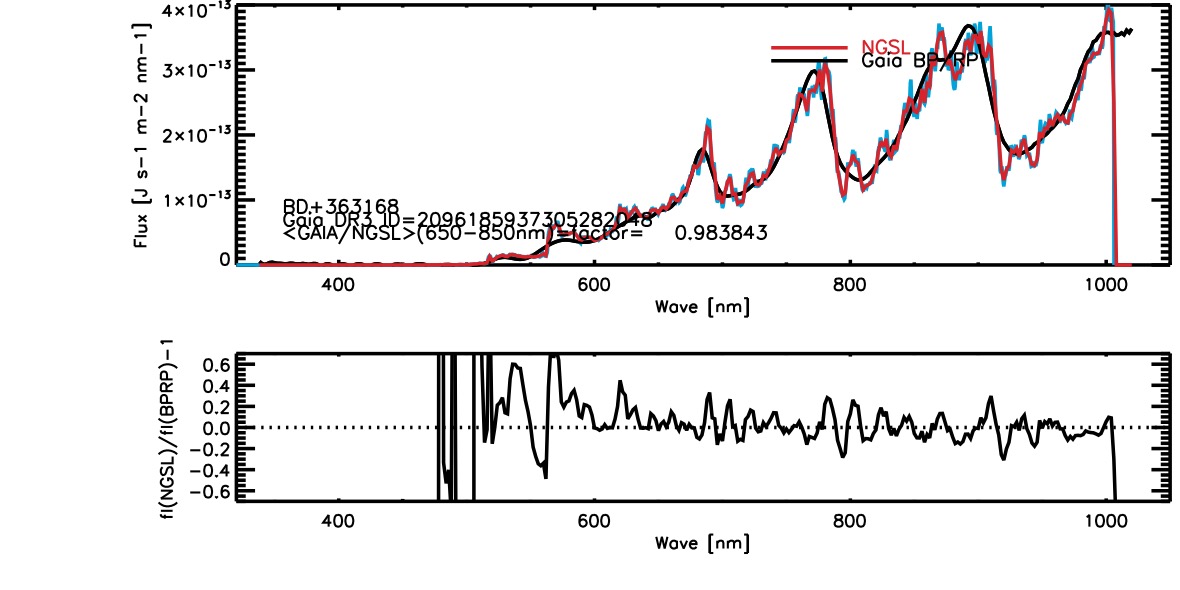 4×10−13
3×10−13
2×10−13
1×10−13
0
Flux [J s−1 m−2 nm−1]
NGSL
Gaia BP/RP
BD+363168
Gaia DR3 ID=2096185937305282048
<GAIA/NGSL>(650−850nm)=factor= 0.983843
400 600 800 1000
Wave [nm]
fl(NGSL)/fl(BPRP)−1
0.6
0.4
0.2
0.0
−0.2
−0.4
−0.6
400 600 800 1000
Wave [nm]